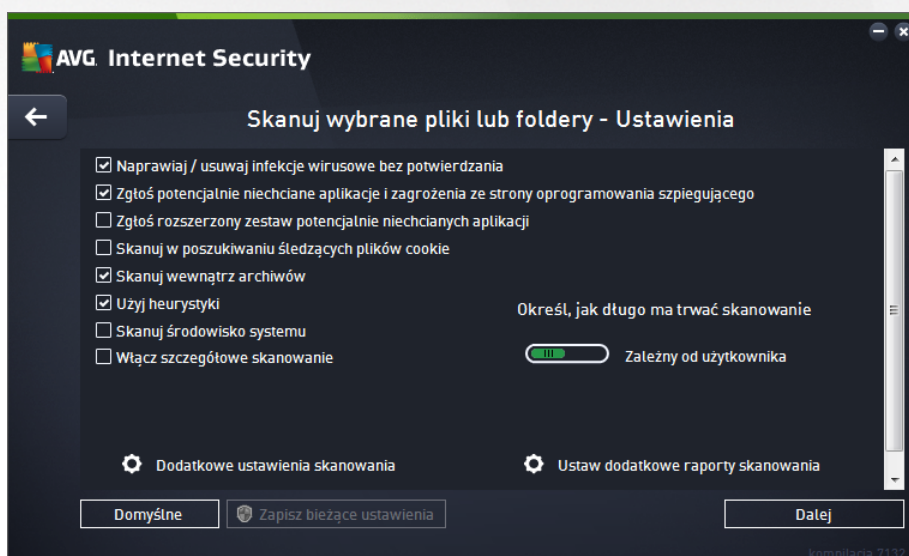 AVG. Internet Security
Skanuj wybrane pliki lub foldery - Ustawienia
Naprawiaj / usuwaj infekcje wirusowe bez potwierdzania
Zgłoś potencjalnie niechciane aplikacje i zagrożenia ze strony oprogramowania szpiegującego
Zgłoś rozszerzony zestaw potencjalnie niechcianych aplikacji
Skanuj w poszukiwaniu śledzących plików cookie
Skanuj wewnątrz archiwów
Użyj heurystyki
Skanuj środowisko systemu
Włącz szczegółowe skanowanie
Określ, jak długo ma trwać skanowanie
Zależny od użytkownika
Dodatkowe ustawienia skanowania
Ustaw dodatkowe raporty skanowania
Domyślne
Zapisz bieżące ustawienia
Dalej
kompilacja 7132